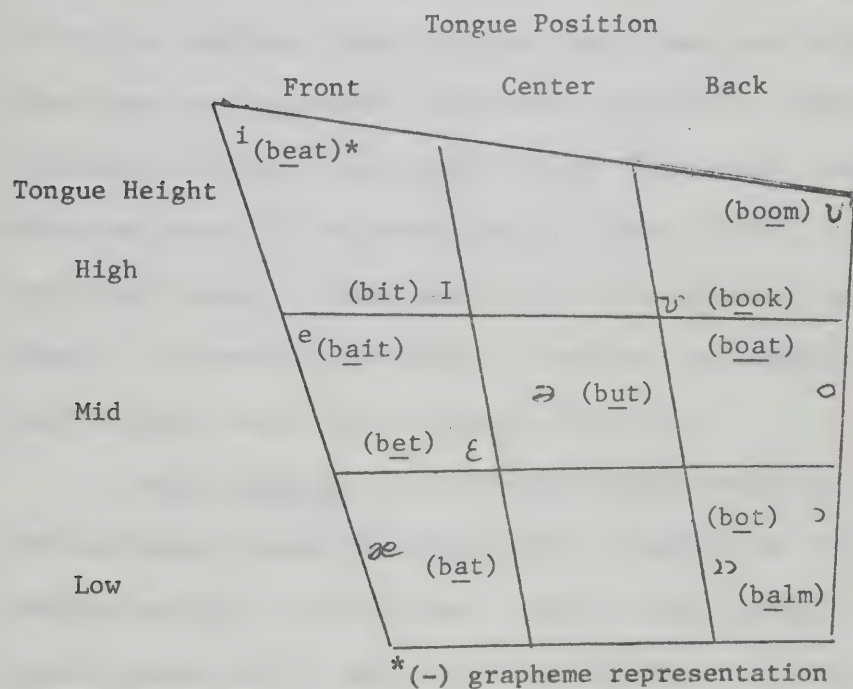 Tongue Position
Front Center Back
i (beat)*
Tongue Height
(boom) U
High
(bit) I ʊ (book)
e (bait) (boat)
Mid
ə (but) o
(bet) ε
(bot) ɔ
æ (bat)
Low
(balm)
*(-) grapheme representation